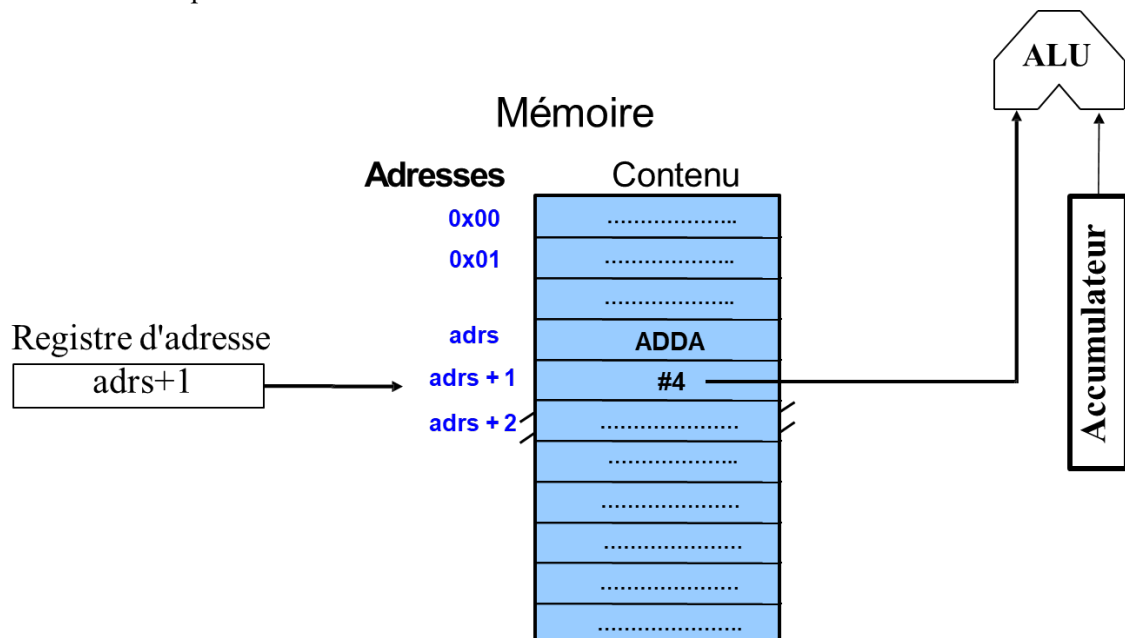 ALU
Mémoire
Adresses Contenu
0x00 ...................
0x01 ...................
...................
Registre d'adresse
adrs ADDA
adrs+1
adrs + 1 #4
adrs + 2 ....................
...................
....................
....................
....................
.....................
Accumulateur